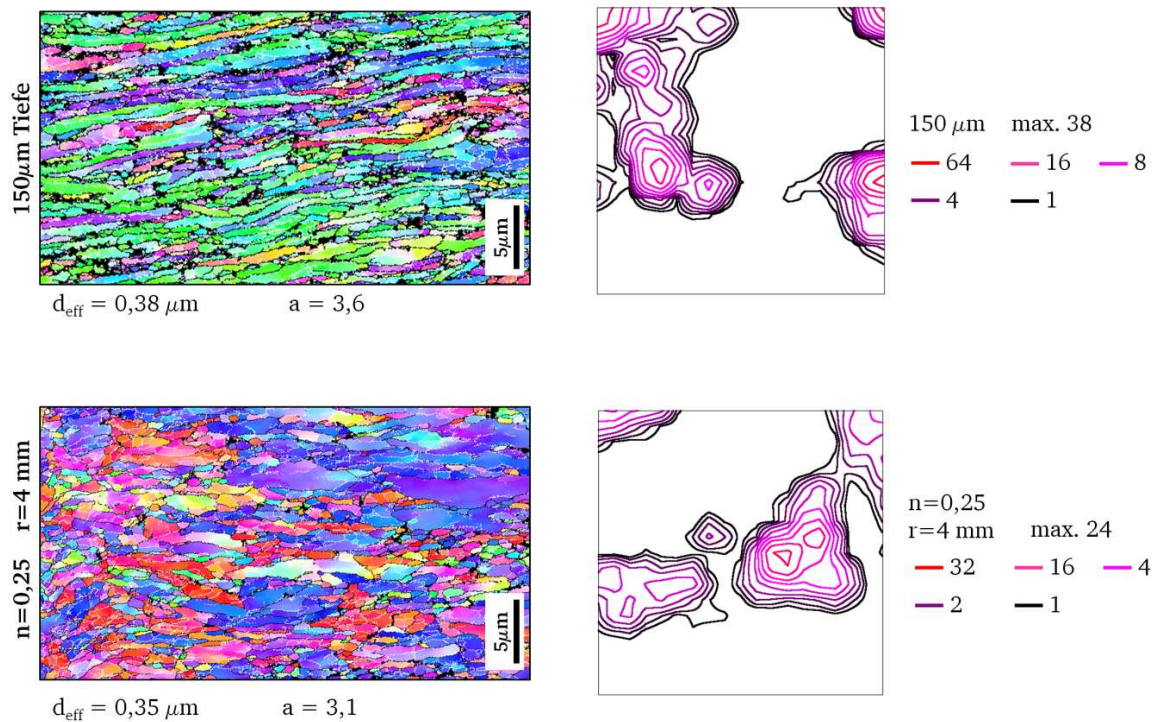 150µm Tiefe
5µm
d_eff = 0,38 µm a = 3,6
150 µm max. 38
64 16 8
4 1
n=0,25 r=4 mm
5µm
d_eff = 0,35 µm a = 3,1
n=0,25
r=4 mm max. 24
32 16 4
2 1